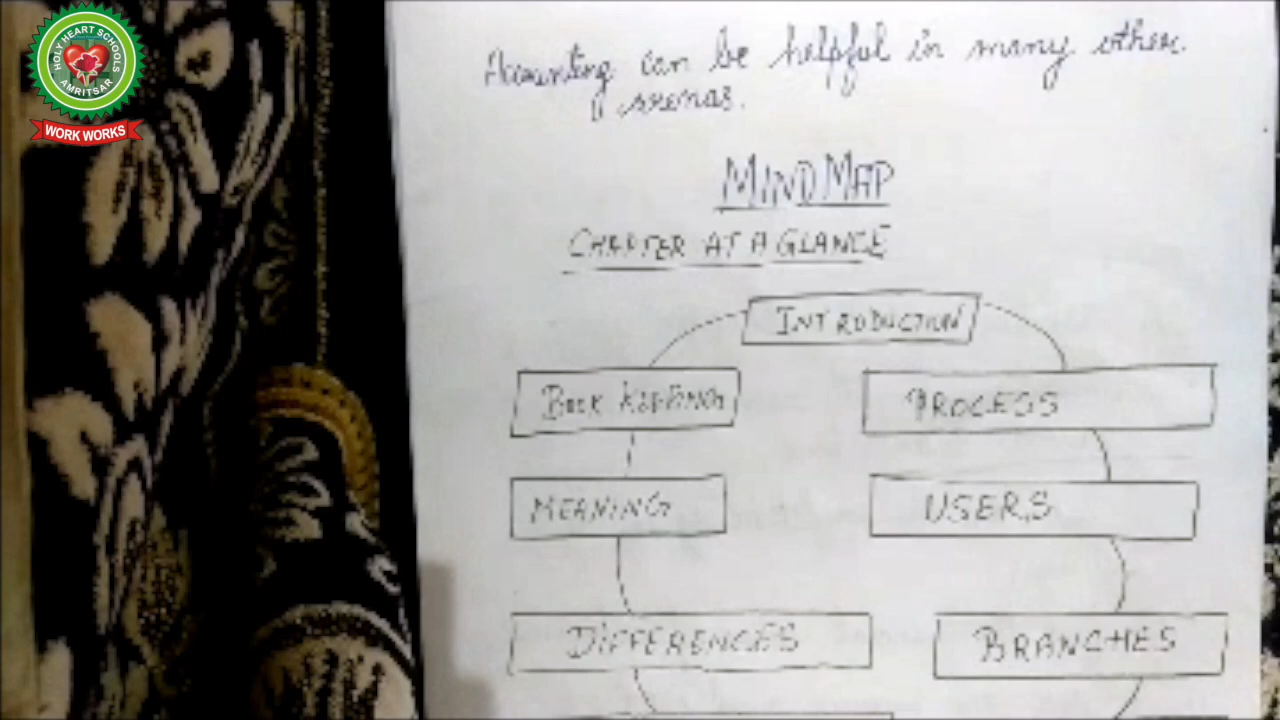 HOLY HEART SCHOOLS
AMRITSAR
WORK WORKS
Accounting can be helpful in many other
arenas.
MIND MAP
CHAPTER AT A GLANCE
INTRODUCTION
BOOK KEEPING
PROCESS
MEANING
USERS
DIFFERENCES
BRANCHES